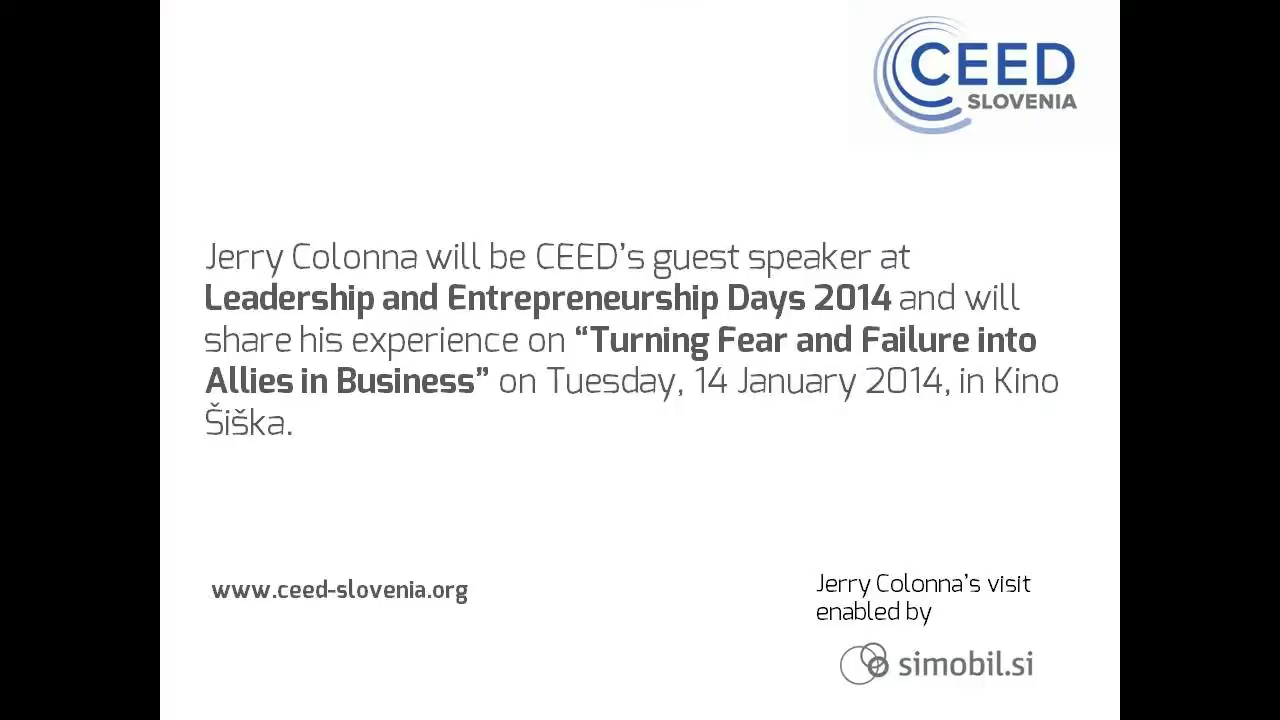 CEED
SLOVENIA
Jerry Colonna will be CEED’s guest speaker at
Leadership and Entrepreneurship Days 2014 and will
share his experience on “Turning Fear and Failure into
Allies in Business” on Tuesday, 14 January 2014, in Kino
Šiška.
www.ceed-slovenia.org
Jerry Colonna’s visit
enabled by
simobil.si